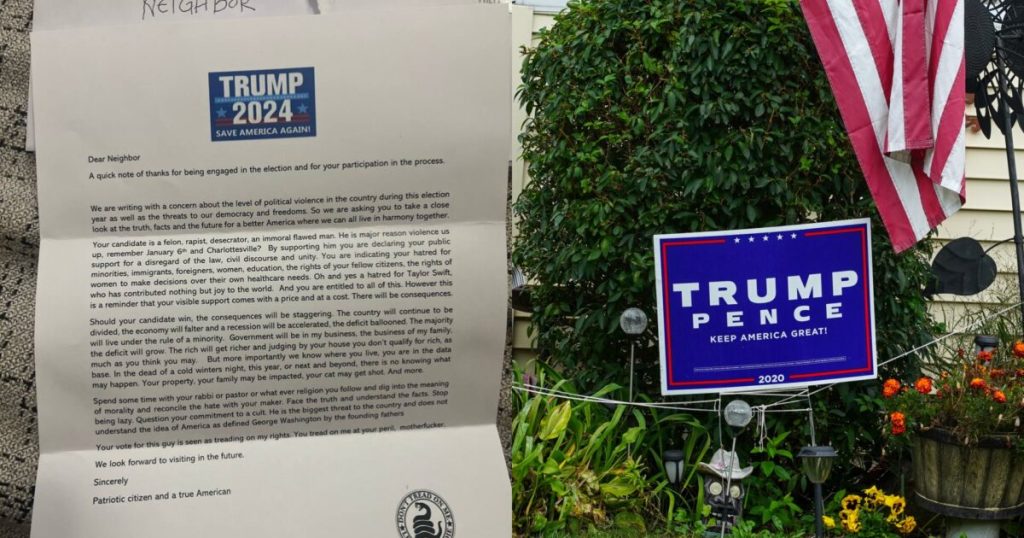 NEIGHBOR
TRUMP
2024
SAVE AMERICA AGAIN!
Dear Neighbor
A quick note of thanks for being engaged in the election and for your participation in the process.
We are writing with a concern about the level of political violence in the country during this election
year as well as the threats to our democracy and freedoms. So we are asking you to take a close
look at the truth, facts and the future for a better America where we can all live in harmony together.
Your candidate is a felon, rapist, desecrator, an immoral flawed man. He is major reason violence us
up, remember January 6th and Charlottesville? By supporting him you are declaring your public
support for a disregard of the law, civil discourse and unity. You are indicating your hatred for
minorities, immigrants, foreigners, women, education, the rights of your fellow citizens, the rights of
women to make decisions over their own healthcare needs. Oh and yes a hatred for Taylor Swift,
who has contributed nothing but joy to the world. And you are entitled to all of this. However this
is a reminder that your visible support comes with a price and at a cost. There will be consequences.
Should your candidate win, the consequences will be staggering. The country will continue to be
divided, the economy will falter and a recession will be accelerated, the deficit ballooned. The majority
will live under the rule of a minority. Government will be in my business, the business of my family,
the deficit will grow. The rich will get richer and judging by your house you don't qualify for rich, as
much as you think you may. But more importantly we know where you live, you are in the data
base. In the dead of a cold winters night, this year, or next and beyond, there is no knowing what
may happen. Your property, your family may be impacted, your cat may get shot. And more.
Spend some time with your rabbi or pastor or what ever religion you follow and dig into the meaning
of morality and reconcile the hate with your maker. Face the truth and understand the facts. Stop
being lazy. Question your commitment to a cult. He is the biggest threat to the country and does not
understand the idea of America as defined George Washington by the founding fathers
Your vote for this guy is seen as treading on my rights. You tread on me at your peril, motherfucker.
We look forward to visiting in the future.
Sincerely
Patriotic citizen and a true American
DON'T TREAD ON ME
TRUMP
PENCE
KEEP AMERICA GREAT!
2020